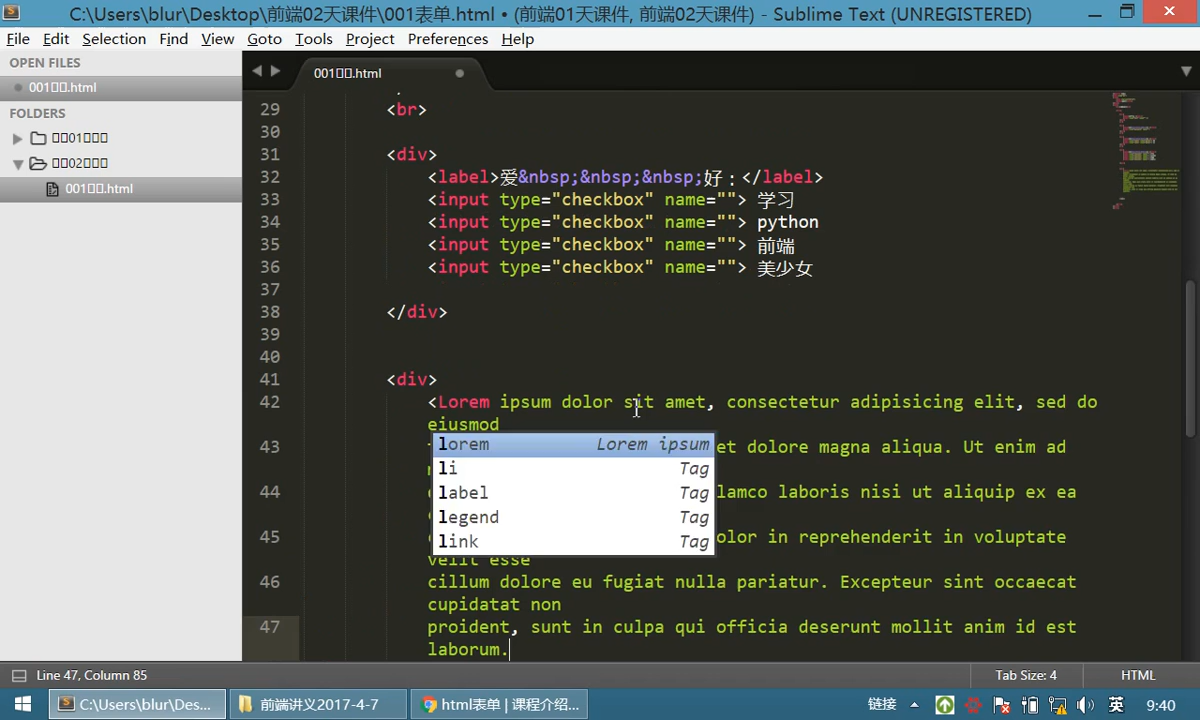 C:\Users\blur\Desktop\前端02天课件\001表单.html • (前端01天课件, 前端02天课件) - Sublime Text (UNREGISTERED)
File Edit Selection Find View Goto Tools Project Preferences Help
OPEN FILES
001□□.html
FOLDERS
□□01□□□
□□02□□□
001□□.html
001□□.html
29 <br>
30
31 <div>
32 <label>爱&nbsp;&nbsp;&nbsp;好：</label>
33 <input type="checkbox" name=""> 学习
34 <input type="checkbox" name=""> python
35 <input type="checkbox" name=""> 前端
36 <input type="checkbox" name=""> 美少女
37
38 </div>
39
40
41 <div>
42 <Lorem ipsum dolor sit amet, consectetur adipisicing elit, sed do
eiusmod
43 et dolore magna aliqua. Ut enim ad
44 lamco laboris nisi ut aliquip ex ea
45 olor in reprehenderit in voluptate
velit esse
46 cillum dolore eu fugiat nulla pariatur. Excepteur sint occaecat
cupidatat non
47 proident, sunt in culpa qui officia deserunt mollit anim id est
laborum.
lorem Lorem ipsum
li Tag
label Tag
legend Tag
link Tag
Line 47, Column 85 Tab Size: 4 HTML
C:\Users\blur\Des... 前端讲义2017-4-7 html表单 | 课程介绍... 链接 英 9:40